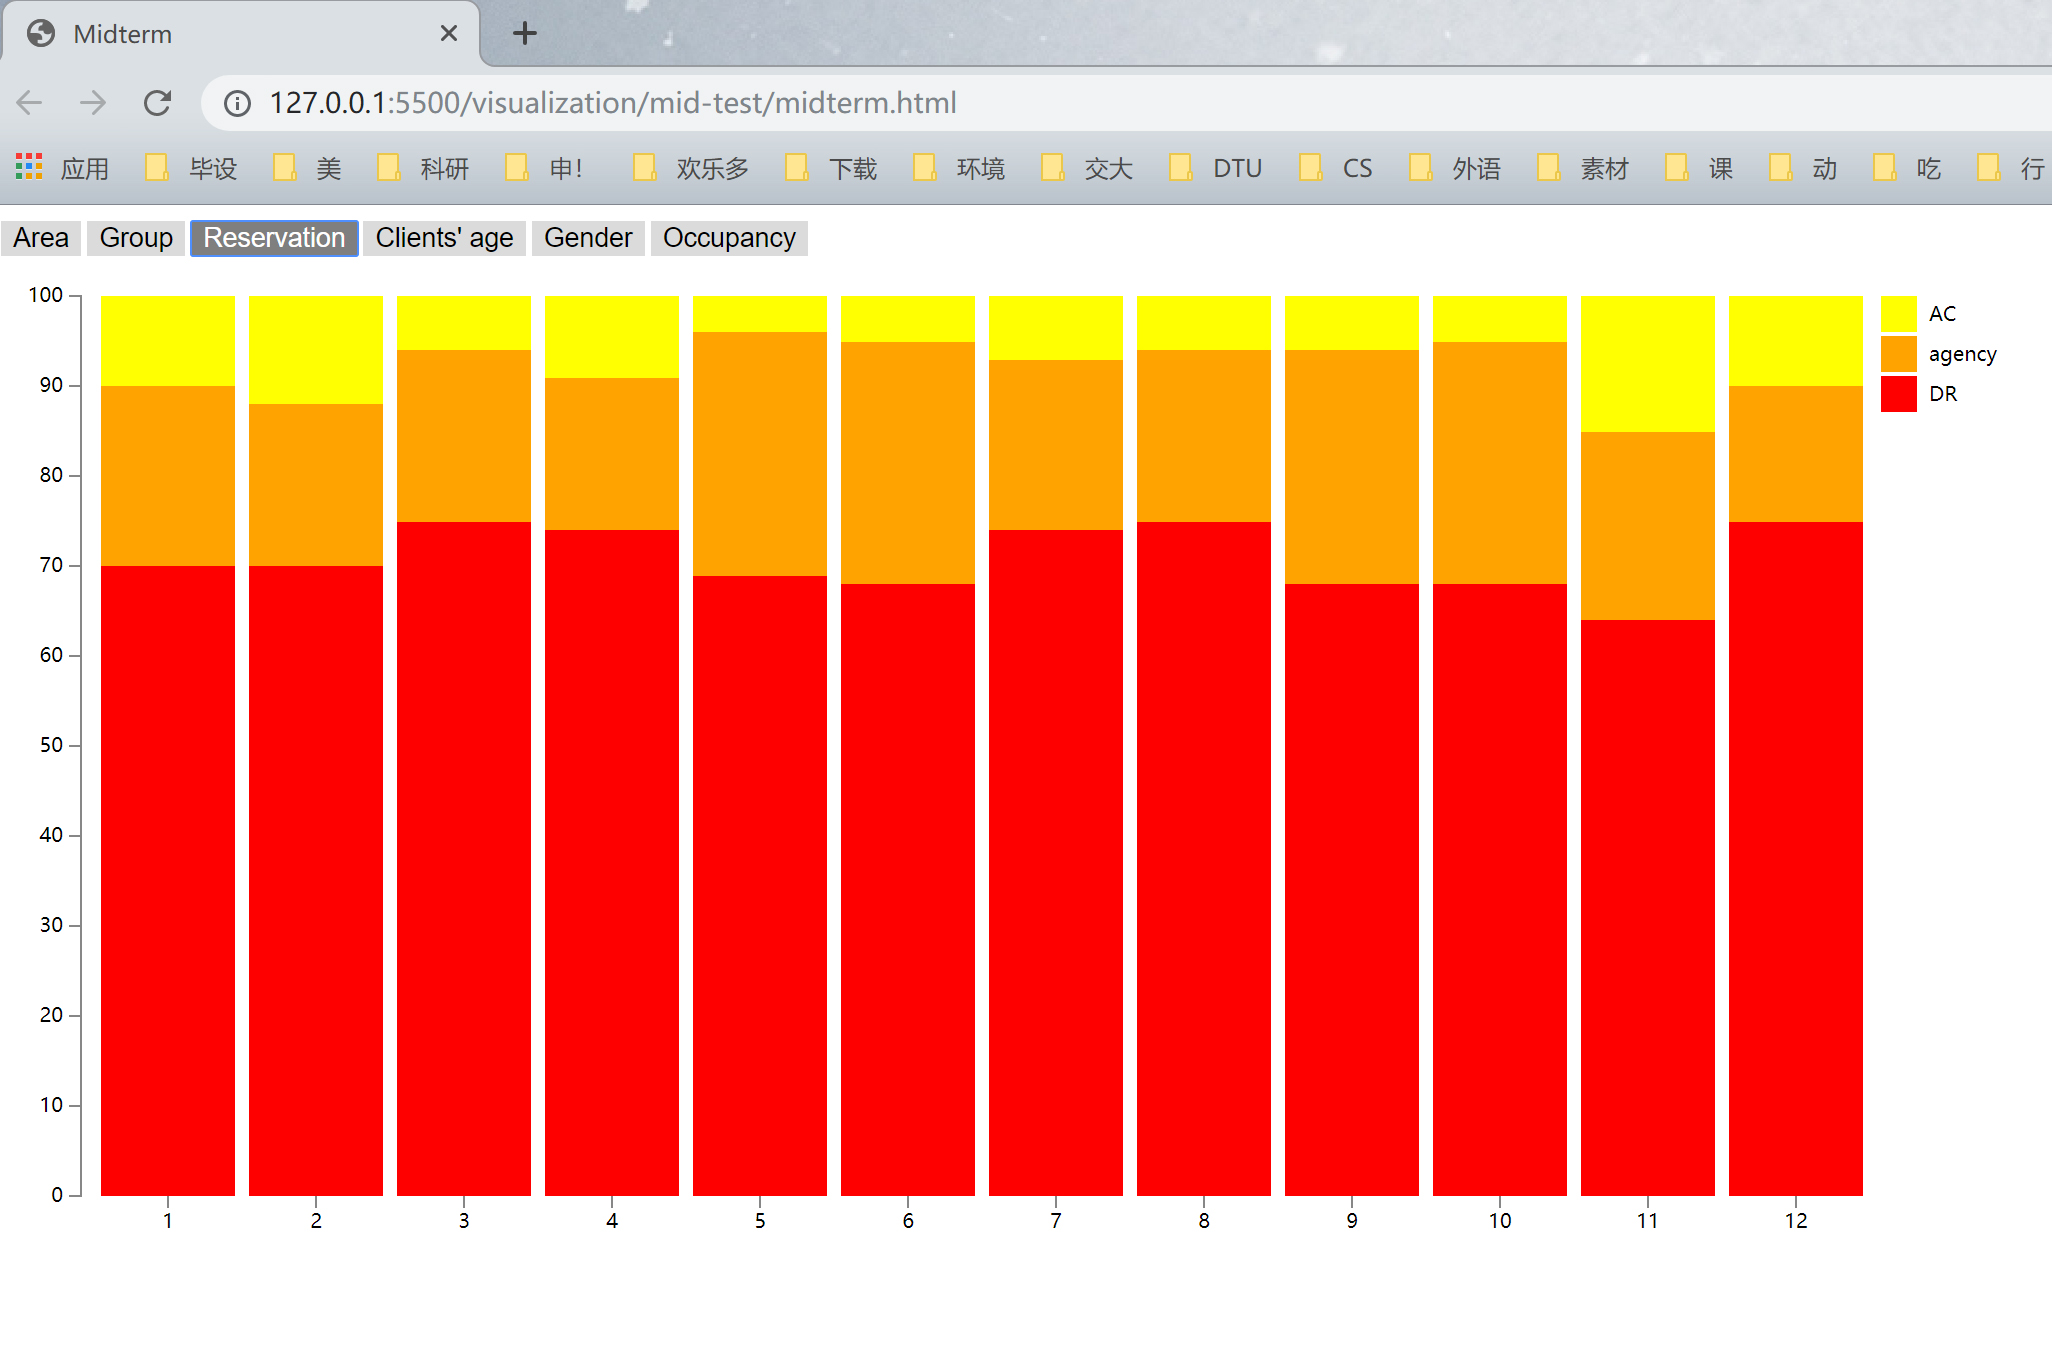 Midterm
127.0.0.1:5500/visualization/mid-test/midterm.html
应用 毕设 美 科研 申! 欢乐多 下载 环境 交大 DTU CS 外语 素材 课 动 吃 行
Area Group Reservation Clients' age Gender Occupancy
100
90
80
70
60
50
40
30
20
10
0
1 2 3 4 5 6 7 8 9 10 11 12
AC
agency
DR